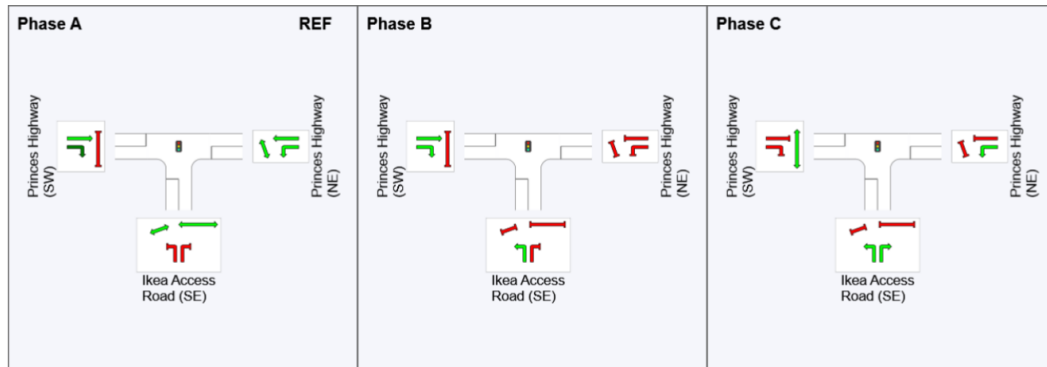 Phase A
REF
Princes Highway
(SW)
Princes Highway
(NE)
Ikea Access
Road (SE)
Phase B
Princes Highway
(SW)
Princes Highway
(NE)
Ikea Access
Road (SE)
Phase C
Princes Highway
(SW)
Princes Highway
(NE)
Ikea Access
Road (SE)